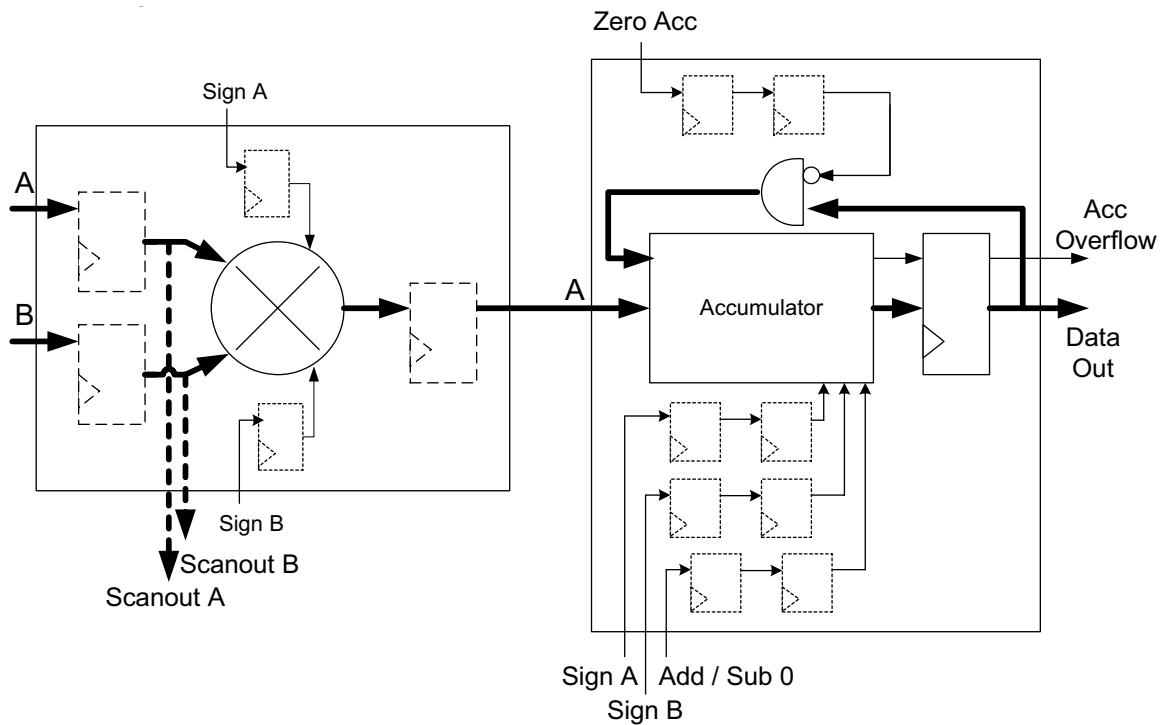 Zero Acc
Sign A
A
B
A
Accumulator
Acc
Overflow
Data
Out
Sign B
Scanout B
Scanout A
Sign A
Add / Sub 0
Sign B